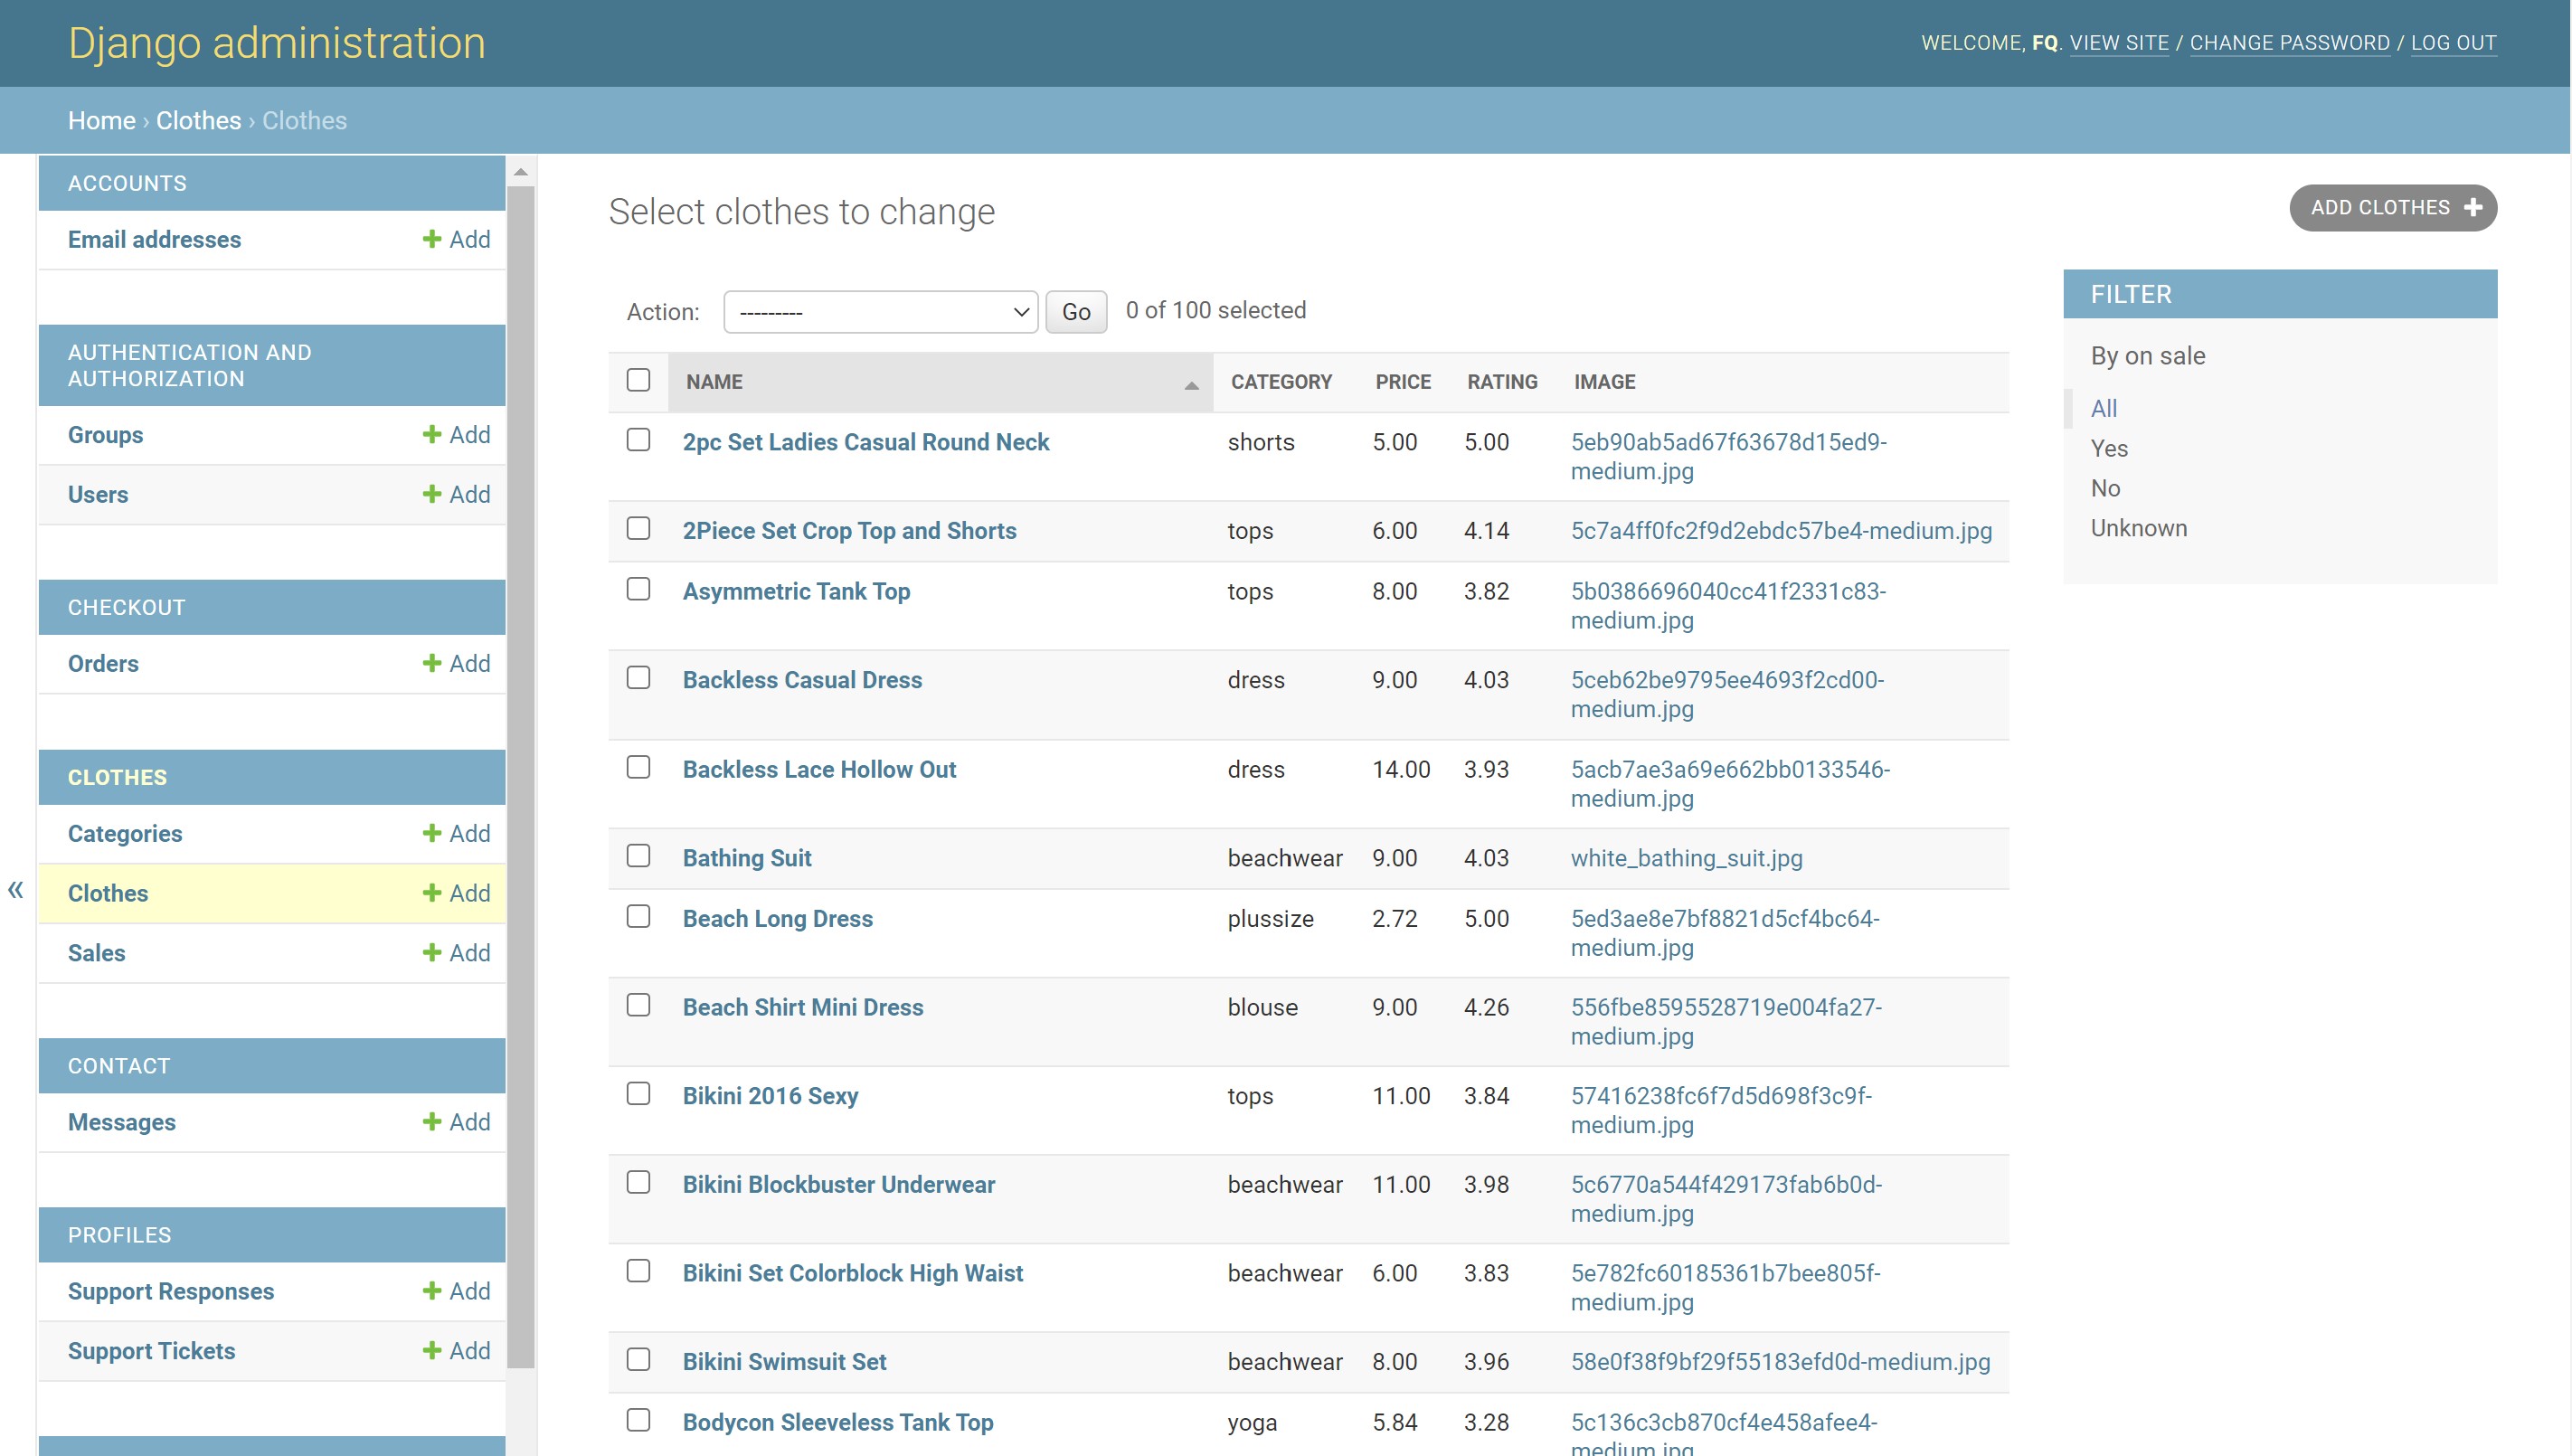 Django administration
WELCOME, FQ. VIEW SITE / CHANGE PASSWORD / LOG OUT
Home › Clothes › Clothes
ACCOUNTS
Email addresses + Add
AUTHENTICATION AND
AUTHORIZATION
Groups + Add
Users + Add
CHECKOUT
Orders + Add
CLOTHES
Categories + Add
Clothes + Add
Sales + Add
CONTACT
Messages + Add
PROFILES
Support Responses + Add
Support Tickets + Add
«
Select clothes to change
ADD CLOTHES +
Action: --------- Go 0 of 100 selected
NAME CATEGORY PRICE RATING IMAGE
2pc Set Ladies Casual Round Neck shorts 5.00 5.00 5eb90ab5ad67f63678d15ed9-
medium.jpg
2Piece Set Crop Top and Shorts tops 6.00 4.14 5c7a4ff0fc2f9d2ebdc57be4-medium.jpg
Asymmetric Tank Top tops 8.00 3.82 5b0386696040cc41f2331c83-
medium.jpg
Backless Casual Dress dress 9.00 4.03 5ceb62be9795ee4693f2cd00-
medium.jpg
Backless Lace Hollow Out dress 14.00 3.93 5acb7ae3a69e662bb0133546-
medium.jpg
Bathing Suit beachwear 9.00 4.03 white_bathing_suit.jpg
Beach Long Dress plussize 2.72 5.00 5ed3ae8e7bf8821d5cf4bc64-
medium.jpg
Beach Shirt Mini Dress blouse 9.00 4.26 556fbe8595528719e004fa27-
medium.jpg
Bikini 2016 Sexy tops 11.00 3.84 57416238fc6f7d5d698f3c9f-
medium.jpg
Bikini Blockbuster Underwear beachwear 11.00 3.98 5c6770a544f429173fab6b0d-
medium.jpg
Bikini Set Colorblock High Waist beachwear 6.00 3.83 5e782fc60185361b7bee805f-
medium.jpg
Bikini Swimsuit Set beachwear 8.00 3.96 58e0f38f9bf29f55183efd0d-medium.jpg
Bodycon Sleeveless Tank Top yoga 5.84 3.28 5c136c3cb870cf4e458afee4-
medium.jpg
FILTER
By on sale
All
Yes
No
Unknown